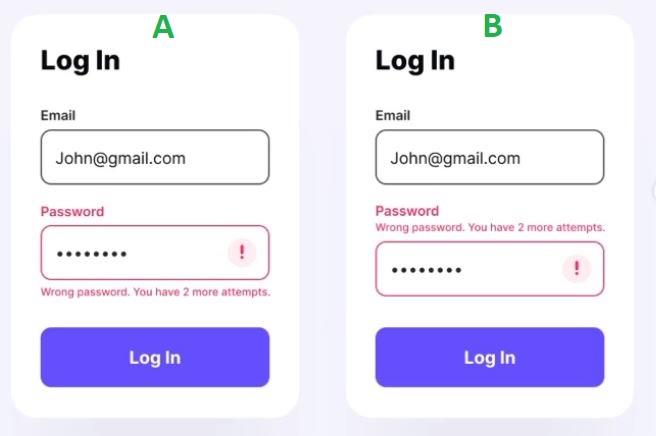 A
Log In
Email
John@gmail.com
Password
••••••••
!
Wrong password. You have 2 more attempts.
Log In
B
Log In
Email
John@gmail.com
Password
Wrong password. You have 2 more attempts.
••••••••
!
Log In